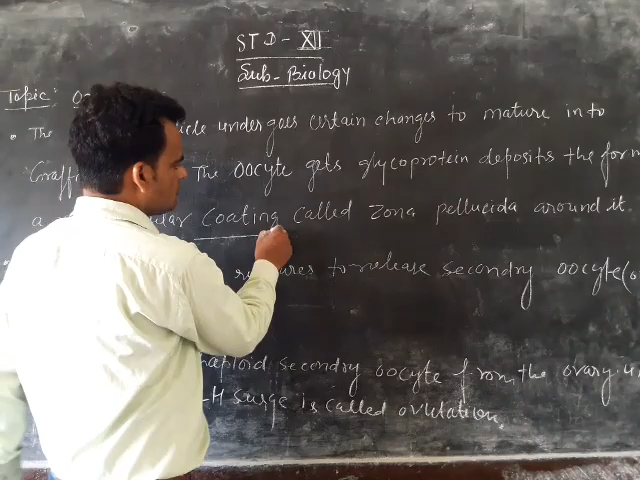 STD - XII
Sub - Biology
Topic:
• The undergoes certain changes to mature into
The oocyte gets glycoprotein deposits the form
a coating called Zona pellucida around it.
to release secondry oocyte
haploid secondry oocyte from the ovary.
surge is called ovulation.